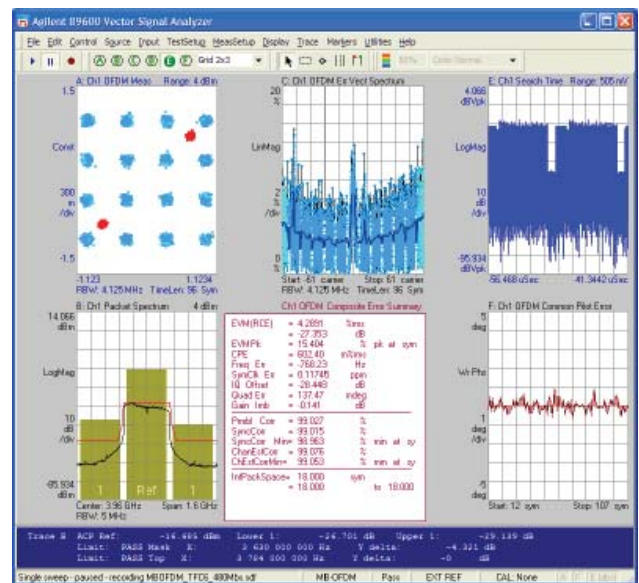 Agilent 89600 Vector Signal Analyzer
File Edit Control Source Input TestSetup MeasSetup Display Trace Markers Utilities Help
A B C D E F Grid 2x3 Color Normal
A: Ch1 OFDM Meas Range: 4 dBm
1.5
Const
300
m
/div
-1.5
-1.123 1.1234
RBW: 4.125 MHz TimeLen: 96 Sym
C: Ch1 OFDM Err Vect Spectrum
20
%
LinMag
2
%
/div
0
%
Start -61 carrier Stop: 61 carrier
RBW: 4.125 MHz TimeLen: 96 Sym
E: Ch1 Search Time Range: 505 mV
4.066
dBVpk
LogMag
10
dB
/div
-95.934
dBVpk
-56.468 uSec -41.3442 uSec
B: Ch1 Packet Spectrum 4 dBm
14.066
dBm
LogMag
10
dB
/div
-85.934
dBm
1 Ref 1
Center: 3.96 GHz Span: 1.6 GHz
RBW: 5 MHz
Ch1 OFDM Composite Error Summary
EVM(RCE) = 4.2891 %rms
= -27.353 dB
EVMPk = 15.404 % pk at sym
CPE = 602.40 m%rms
Freq Err = -768.23 Hz
SymClk Err = 0.11745 ppm
IQ Offset = -28.448 dB
Quad Err = 137.47 mdeg
Gain Imb = -0.141 dB
Pmbl Cor = 99.027 %
SyncCor = 99.015 %
SyncCor Min= 98.963 % min at sy
ChanEstCor = 99.076 %
ChEstCorMin= 99.053 % min at sy
IntPackSpace= 18.000 sym
= 18.000 to 18.000
F: Ch1 OFDM Common Pilot Error
5
deg
WrPhs
1
deg
/div
-5
deg
Start: 12 sym Stop: 107 sym
Trace B ACP Ref: -16.685 dBm Lower 1: -26.701 dB Upper 1: -29.139 dB
Limit: PASS Mask X: 3 630 000 000 Hz Y delta: -4.321 dB
Limit: PASS Top X: 3 784 000 000 Hz Y delta: -0 dB
Single sweep - paused - recording MBOFDM_TFC6_480Mbs.sdf MB-OFDM Pass EXT REF CAL: None